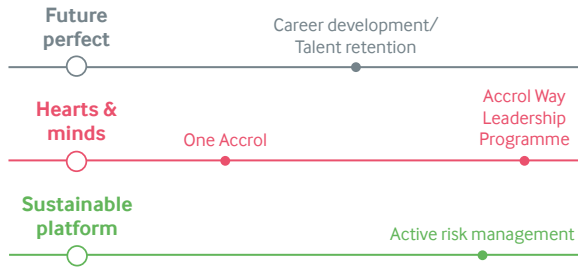 Future
perfect
Career development/
Talent retention
Hearts &
minds
One Accrol
Accrol Way
Leadership
Programme
Sustainable
platform
Active risk management